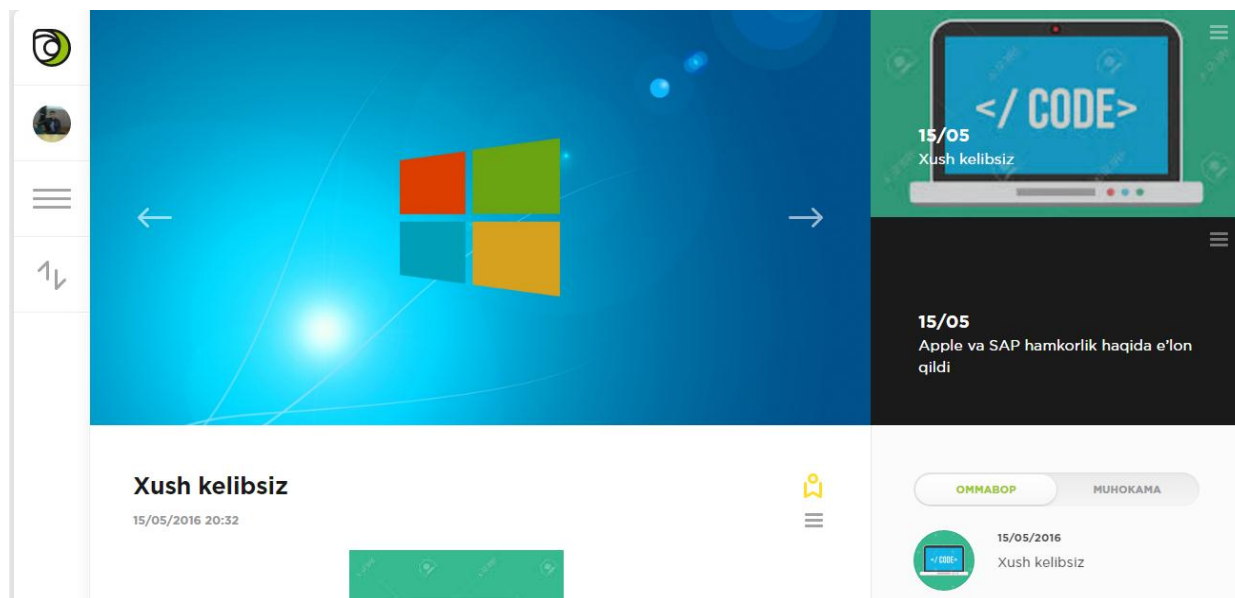 </ CODE>
15/05
Xush kelibsiz
15/05
Apple va SAP hamkorlik haqida e'lon
qildi
Xush kelibsiz
15/05/2016 20:32
OMMABOP
MUHOKAMA
</ CODE>
15/05/2016
Xush kelibsiz